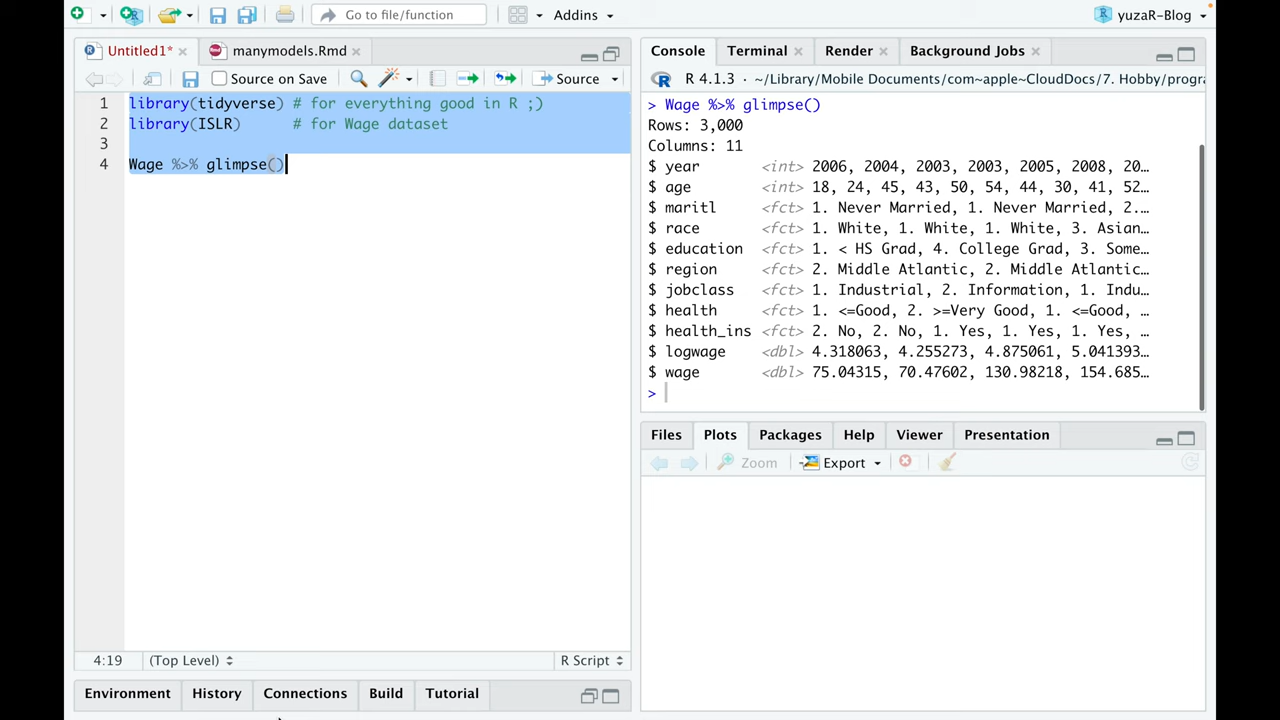 Go to file/function
Addins
yuzaR-Blog
Untitled1*
manymodels.Rmd
Source on Save
Source
1 library(tidyverse) # for everything good in R ;)
2 library(ISLR) # for Wage dataset
3
4 Wage %>% glimpse()
4:19
(Top Level)
R Script
Environment
History
Connections
Build
Tutorial
Console
Terminal
Render
Background Jobs
R 4.1.3 · ~/Library/Mobile Documents/com~apple~CloudDocs/7. Hobby/progra
> Wage %>% glimpse()
Rows: 3,000
Columns: 11
$ year <int> 2006, 2004, 2003, 2003, 2005, 2008, 20…
$ age <int> 18, 24, 45, 43, 50, 54, 44, 30, 41, 52…
$ maritl <fct> 1. Never Married, 1. Never Married, 2.…
$ race <fct> 1. White, 1. White, 1. White, 3. Asian…
$ education <fct> 1. < HS Grad, 4. College Grad, 3. Some…
$ region <fct> 2. Middle Atlantic, 2. Middle Atlantic…
$ jobclass <fct> 1. Industrial, 2. Information, 1. Indu…
$ health <fct> 1. <=Good, 2. >=Very Good, 1. <=Good, …
$ health_ins <fct> 2. No, 2. No, 1. Yes, 1. Yes, 1. Yes, …
$ logwage <dbl> 4.318063, 4.255273, 4.875061, 5.041393…
$ wage <dbl> 75.04315, 70.47602, 130.98218, 154.685…
>
Files
Plots
Packages
Help
Viewer
Presentation
Zoom
Export